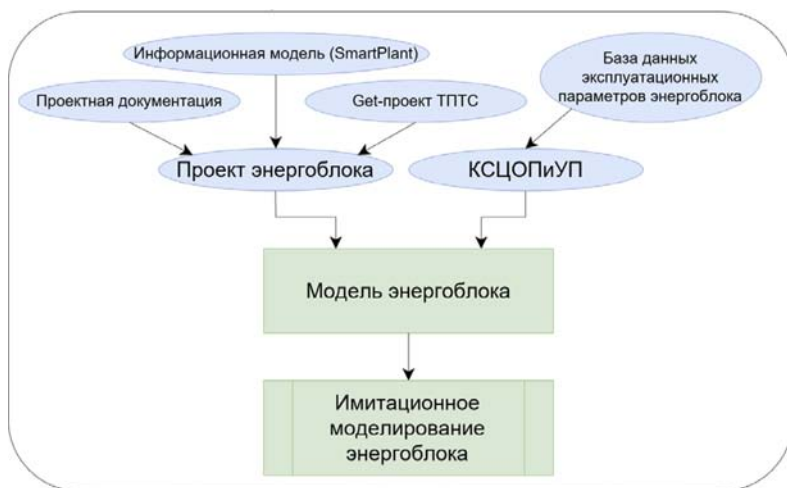 Информационная модель (SmartPlant)
База данных
эксплуатационных
параметров энергоблока
Проектная документация
Get-проект ТПТС
Проект энергоблока
КСЦОПиУП
Модель энергоблока
Имитационное
моделирование
энергоблока